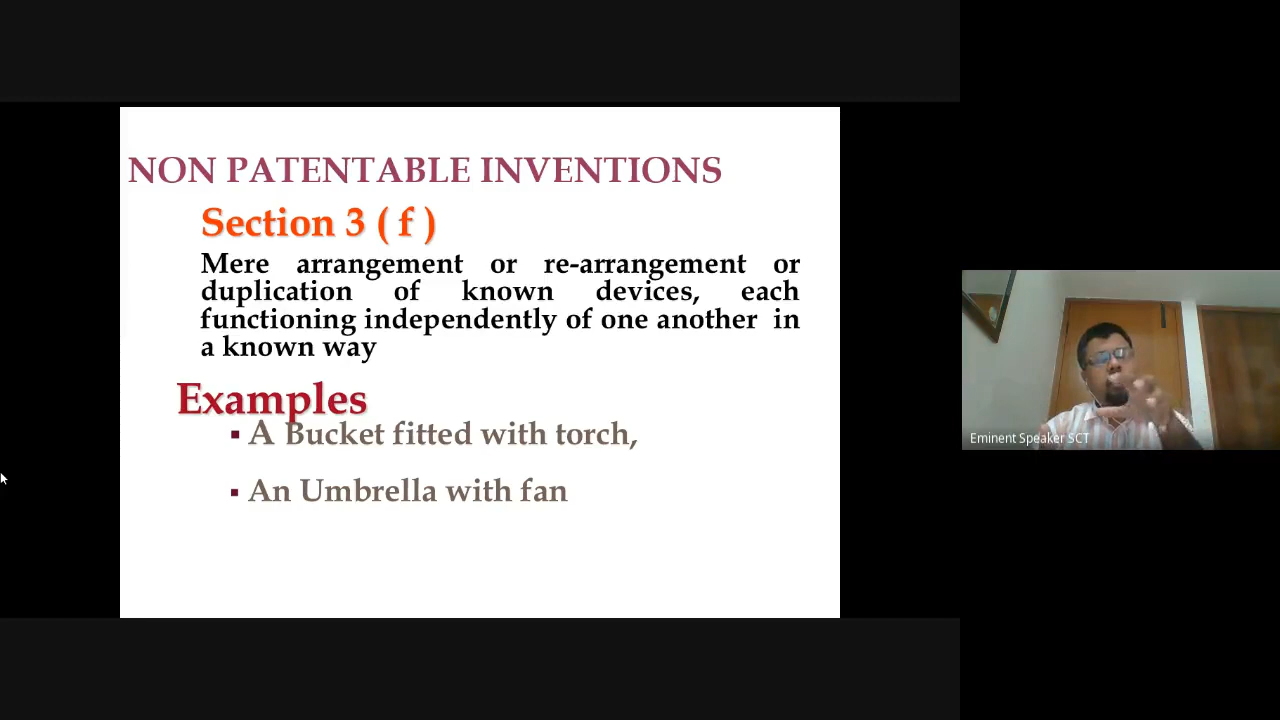 NON PATENTABLE INVENTIONS
Section 3 ( f )
Mere arrangement or re-arrangement or
duplication of known devices, each
functioning independently of one another in
a known way
Examples
▪ A Bucket fitted with torch,
▪ An Umbrella with fan
Eminent Speaker SCT